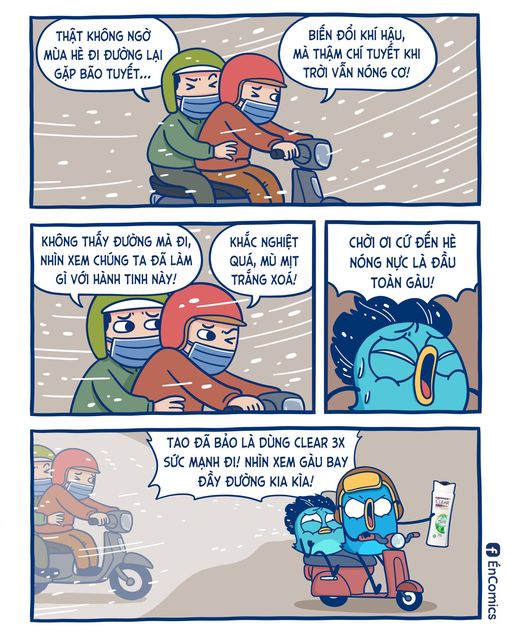 THẬT KHÔNG NGỜ
MÙA HÈ ĐI ĐƯỜNG LẠI
GẶP BÃO TUYẾT...
BIẾN ĐỔI KHÍ HẬU,
MÀ THẬM CHÍ TUYẾT KHI
TRỜI VẪN NÓNG CƠ!
KHÔNG THẤY ĐƯỜNG MÀ ĐI,
NHÌN XEM CHÚNG TA ĐÃ LÀM
GÌ VỚI HÀNH TINH NÀY!
KHẮC NGHIỆT
QUÁ, MÙ MỊT
TRẮNG XOÁ!
CHỜI ƠI CỨ ĐẾN HÈ
NÓNG NỰC LÀ ĐẦU
TOÀN GÀU!
TAO ĐÃ BẢO LÀ DÙNG CLEAR 3X
SỨC MẠNH ĐI! NHÌN XEM GÀU BAY
ĐẦY ĐƯỜNG KIA KÌA!
CLEAR
ÉnComics